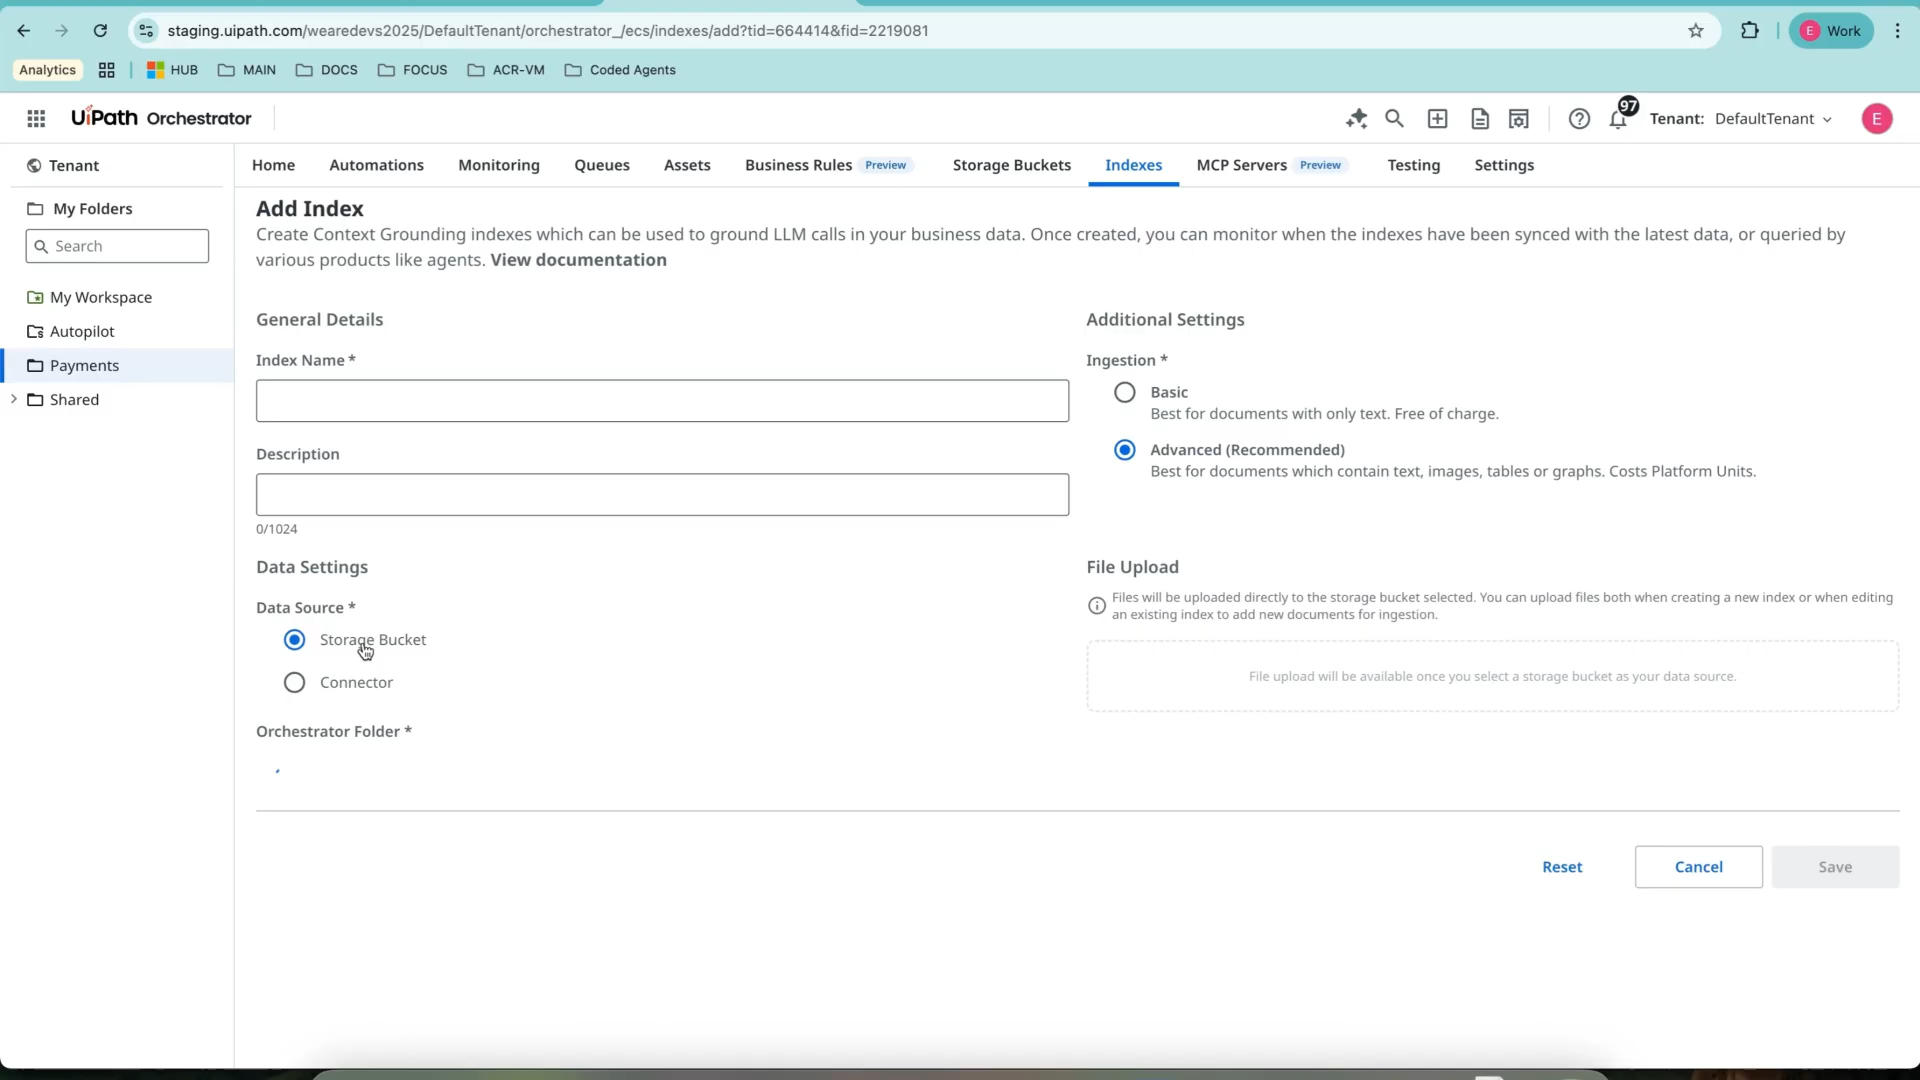 staging.uipath.com/wearedevs2025/DefaultTenant/orchestrator_/ecs/indexes/add?tid=664414&fid=2219081
E Work
Analytics HUB MAIN DOCS FOCUS ACR-VM Coded Agents
UiPath Orchestrator
97
Tenant: DefaultTenant
E
Tenant
Home Automations Monitoring Queues Assets Business Rules Preview Storage Buckets Indexes MCP Servers Preview Testing Settings
My Folders
Search
My Workspace
Autopilot
Payments
Shared
Add Index
Create Context Grounding indexes which can be used to ground LLM calls in your business data. Once created, you can monitor when the indexes have been synced with the latest data, or queried by
various products like agents. View documentation
General Details
Index Name *
Description
0/1024
Additional Settings
Ingestion *
Basic
Best for documents with only text. Free of charge.
Advanced (Recommended)
Best for documents which contain text, images, tables or graphs. Costs Platform Units.
Data Settings
Data Source *
Storage Bucket
Connector
Orchestrator Folder *
File Upload
Files will be uploaded directly to the storage bucket selected. You can upload files both when creating a new index or when editing
an existing index to add new documents for ingestion.
File upload will be available once you select a storage bucket as your data source.
Reset Cancel Save